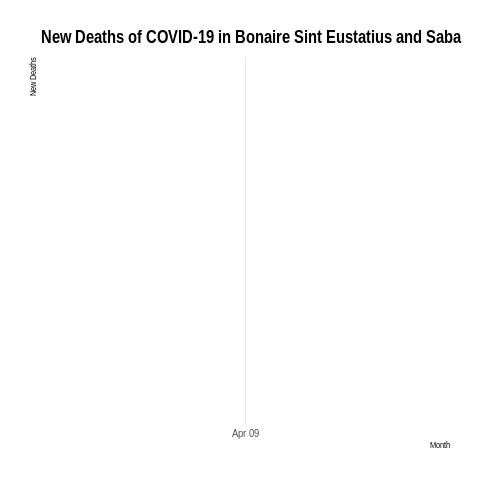 New Deaths of COVID-19 in Bonaire Sint Eustatius and Saba
New Deaths
Apr 09
Month